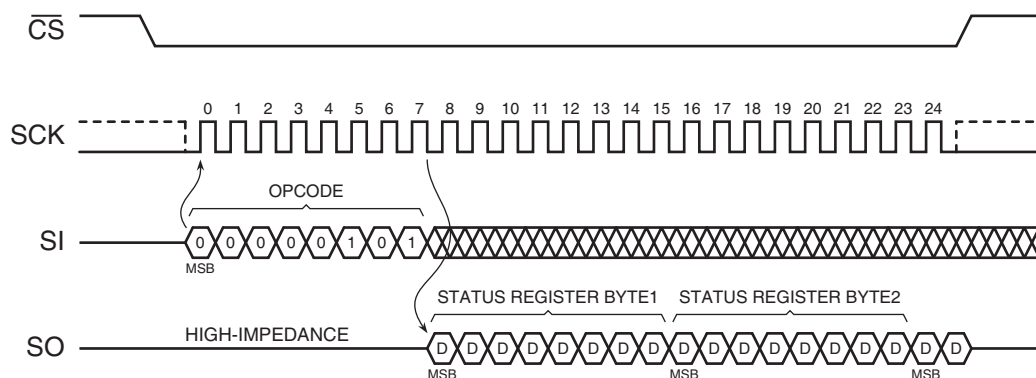 CS
0 1 2 3 4 5 6 7 8 9 10 11 12 13 14 15 16 17 18 19 20 21 22 23 24
SCK
OPCODE
SI 0 0 0 0 0 1 0 1
MSB
STATUS REGISTER BYTE1 STATUS REGISTER BYTE2
HIGH-IMPEDANCE
SO D D D D D D D D D D D D D D D D D D
MSB MSB MSB